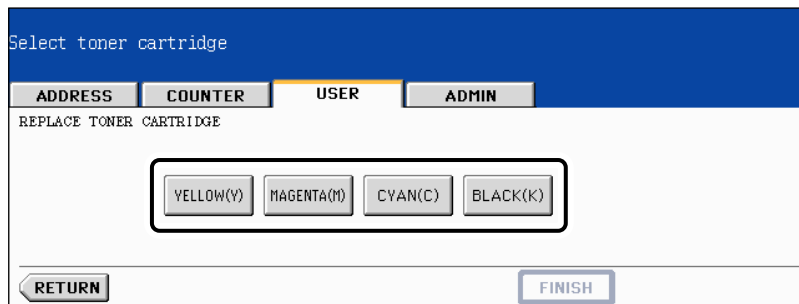 Select toner cartridge
ADDRESS COUNTER USER ADMIN
REPLACE TONER CARTRIDGE
YELLOW(Y) MAGENTA(M) CYAN(C) BLACK(K)
RETURN FINISH